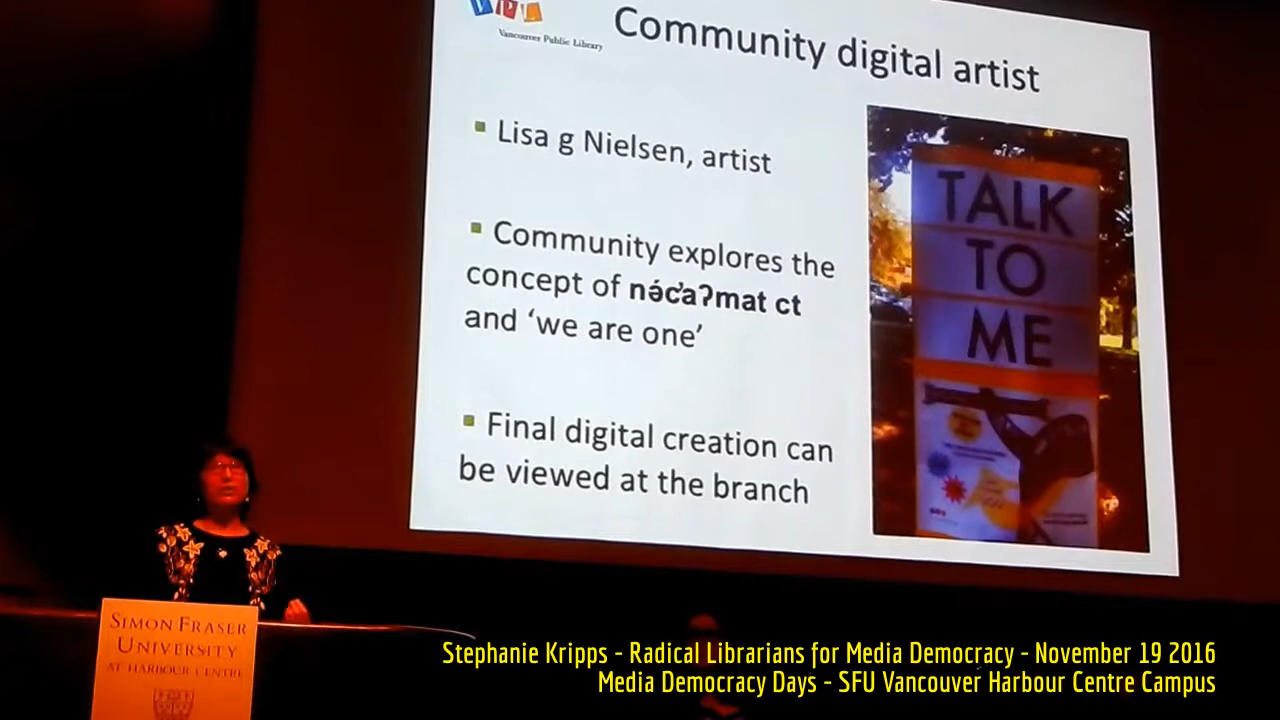 VPL
Vancouver Public Library
Community digital artist
Lisa g Nielsen, artist
Community explores the
concept of nə́c̓aʔmat ct
and ‘we are one’
Final digital creation can
be viewed at the branch
TALK
TO
ME
SIMON FRASER
UNIVERSITY
AT HARBOUR CENTRE
Stephanie Kripps - Radical Librarians for Media Democracy - November 19 2016
Media Democracy Days - SFU Vancouver Harbour Centre Campus